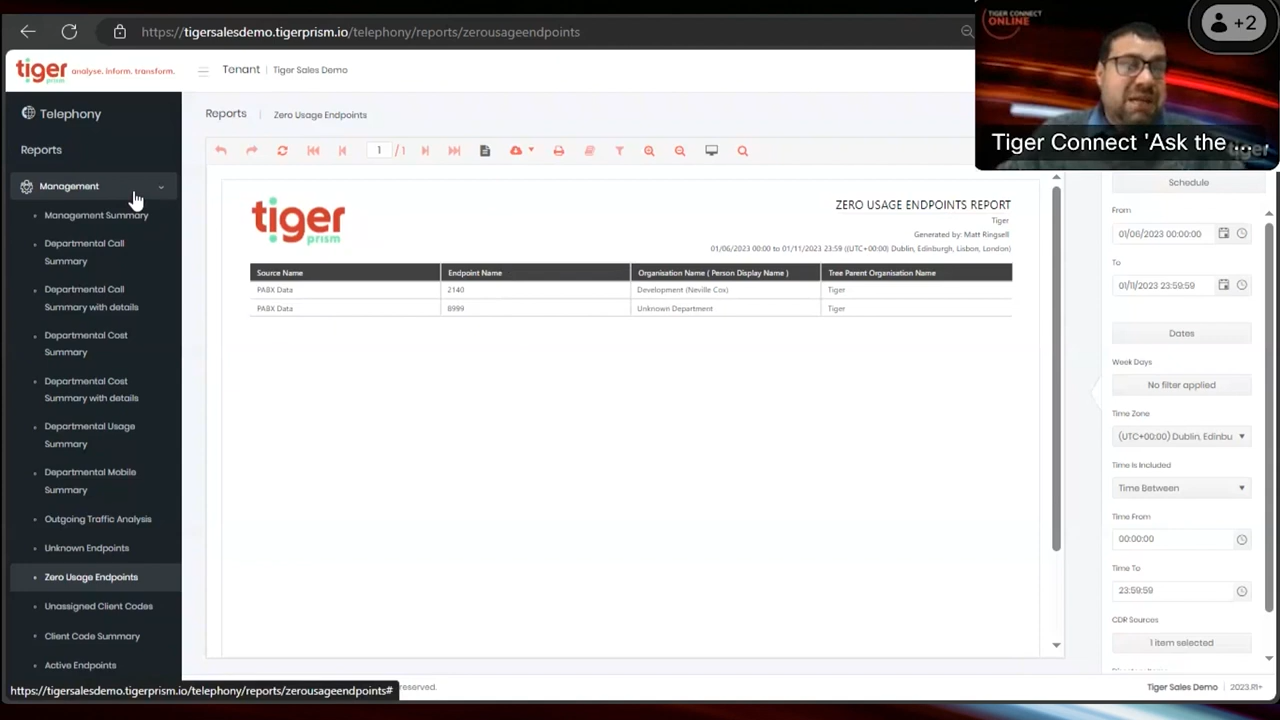 https://tigersalesdemo.tigerprism.io/telephony/reports/zerousageendpoints
TIGER CONNECT
ONLINE
+2
Tiger Connect 'Ask the ...
tiger
prism
analyse. inform. transform.
Tenant | Tiger Sales Demo
Telephony
Reports
Management
Management Summary
Departmental Call
Summary
Departmental Call
Summary with details
Departmental Cost
Summary
Departmental Cost
Summary with details
Departmental Usage
Summary
Departmental Mobile
Summary
Outgoing Traffic Analysis
Unknown Endpoints
Zero Usage Endpoints
Unassigned Client Codes
Client Code Summary
Active Endpoints
https://tigersalesdemo.tigerprism.io/telephony/reports/zerousageendpoints#
Reports | Zero Usage Endpoints
1 / 1
tiger
prism
ZERO USAGE ENDPOINTS REPORT
Tiger
Generated by: Matt Ringsell
01/06/2023 00:00 to 01/11/2023 23:59 ((UTC+00:00) Dublin, Edinburgh, Lisbon, London)
Source Name Endpoint Name Organisation Name ( Person Display Name ) Tree Parent Organisation Name
PABX Data 2140 Development (Neville Cox) Tiger
PABX Data 8999 Unknown Department Tiger
Schedule
From
01/06/2023 00:00:00
To
01/11/2023 23:59:59
Dates
Week Days
No filter applied
Time Zone
(UTC+00:00) Dublin, Edinbu
Time Is Included
Time Between
Time From
00:00:00
Time To
23:59:59
CDR Sources
1 item selected
reserved.
Tiger Sales Demo | 2023.R1+